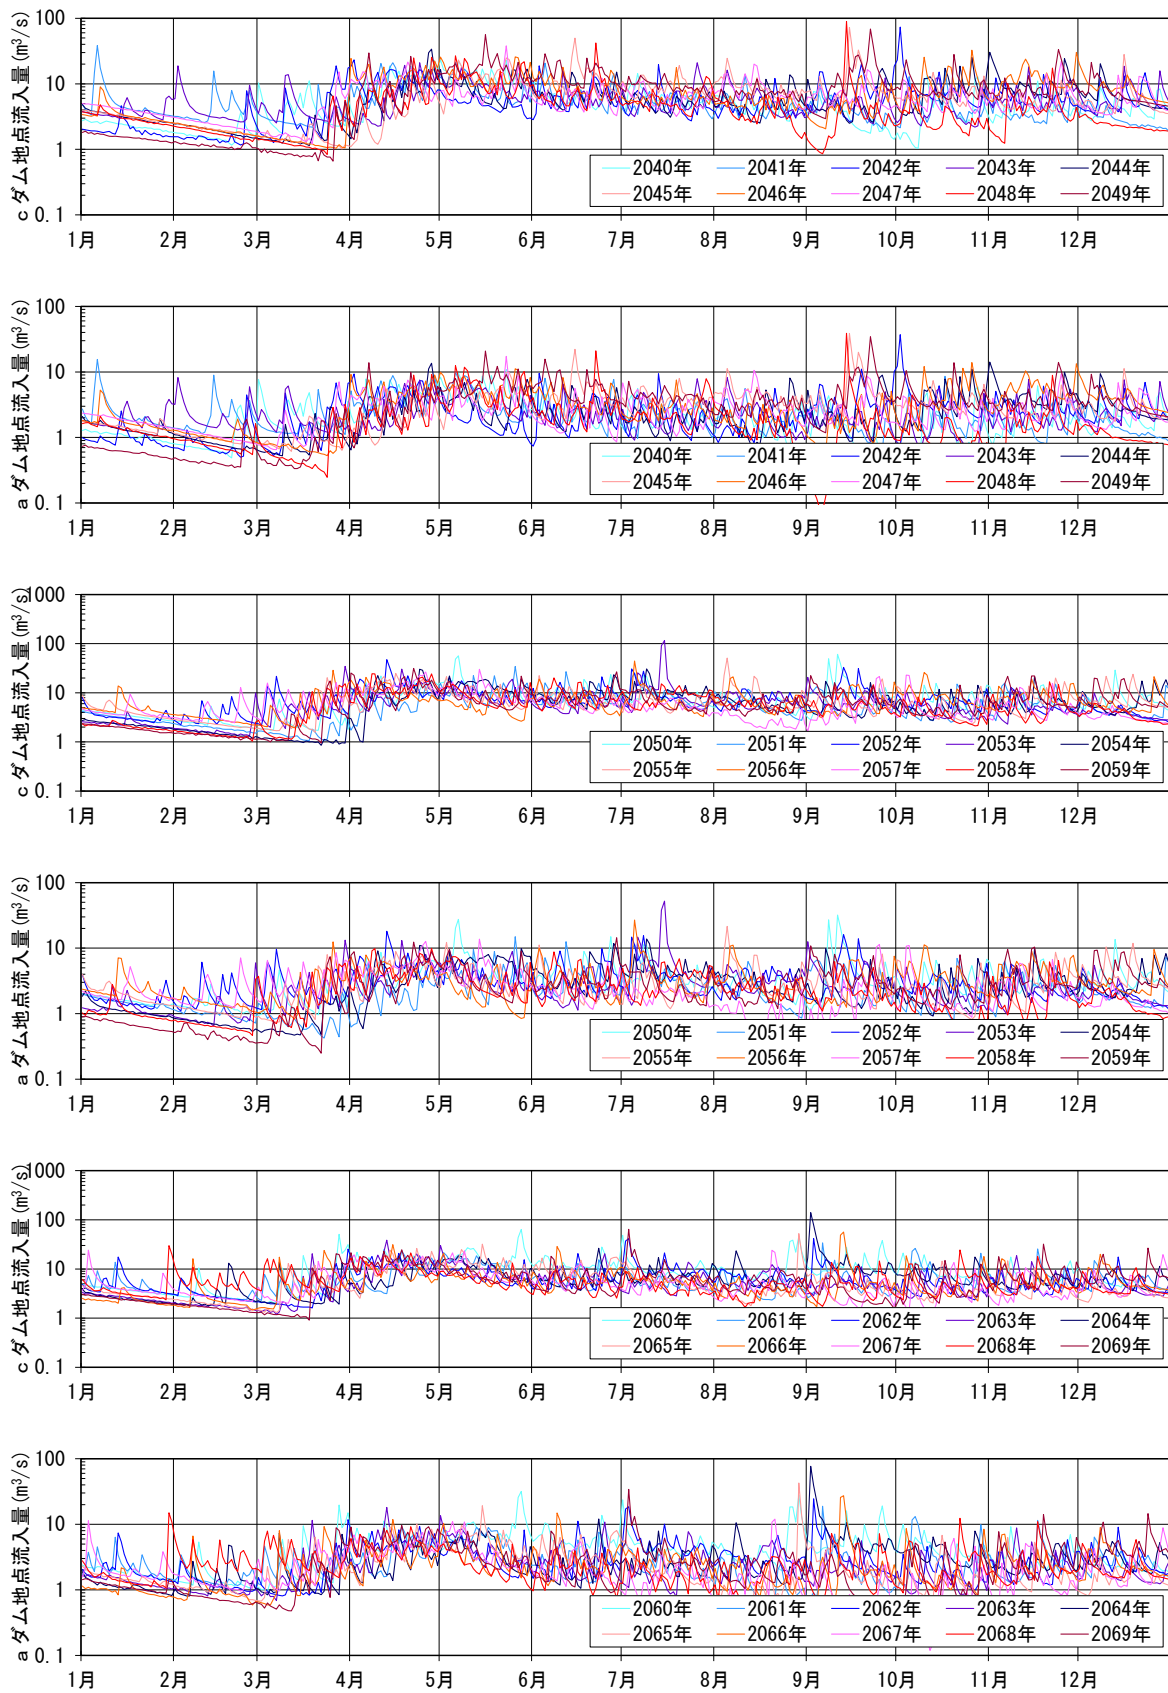 cダム地点流入量(m³/s)
100
10
1
0.1
1月 2月 3月 4月 5月 6月 7月 8月 9月 10月 11月 12月
2040年 2041年 2042年 2043年 2044年
2045年 2046年 2047年 2048年 2049年
aダム地点流入量(m³/s)
100
10
1
0.1
1月 2月 3月 4月 5月 6月 7月 8月 9月 10月 11月 12月
2040年 2041年 2042年 2043年 2044年
2045年 2046年 2047年 2048年 2049年
cダム地点流入量(m³/s)
1000
100
10
1
0.1
1月 2月 3月 4月 5月 6月 7月 8月 9月 10月 11月 12月
2050年 2051年 2052年 2053年 2054年
2055年 2056年 2057年 2058年 2059年
aダム地点流入量(m³/s)
100
10
1
0.1
1月 2月 3月 4月 5月 6月 7月 8月 9月 10月 11月 12月
2050年 2051年 2052年 2053年 2054年
2055年 2056年 2057年 2058年 2059年
cダム地点流入量(m³/s)
1000
100
10
1
0.1
1月 2月 3月 4月 5月 6月 7月 8月 9月 10月 11月 12月
2060年 2061年 2062年 2063年 2064年
2065年 2066年 2067年 2068年 2069年
aダム地点流入量(m³/s)
100
10
1
0.1
1月 2月 3月 4月 5月 6月 7月 8月 9月 10月 11月 12月
2060年 2061年 2062年 2063年 2064年
2065年 2066年 2067年 2068年 2069年